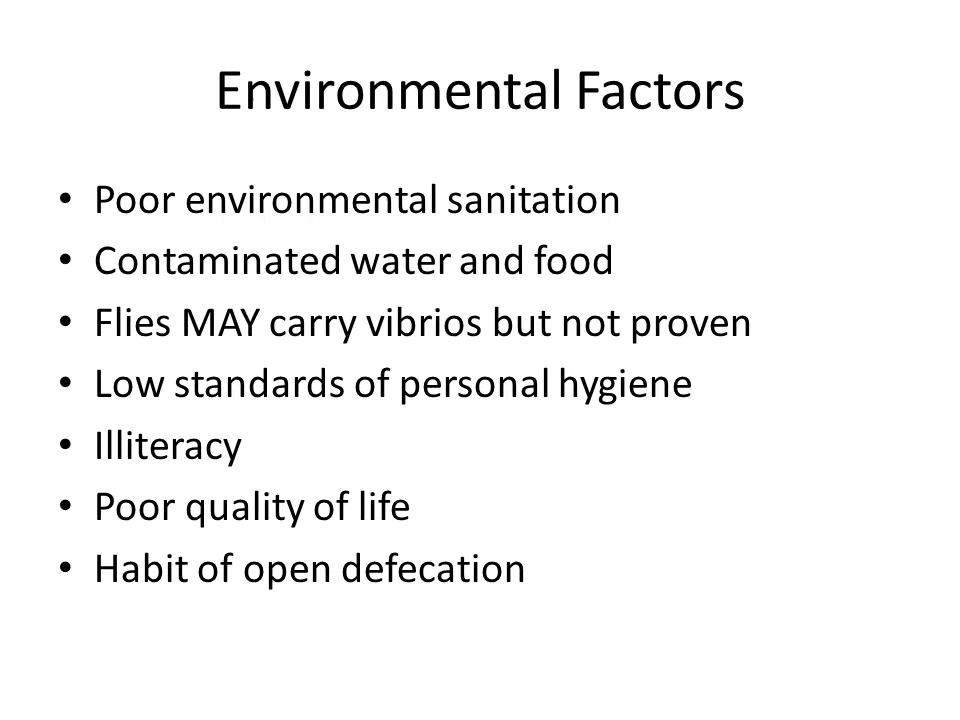 Environmental Factors
• Poor environmental sanitation
• Contaminated water and food
• Flies MAY carry vibrios but not proven
• Low standards of personal hygiene
• Illiteracy
• Poor quality of life
• Habit of open defecation